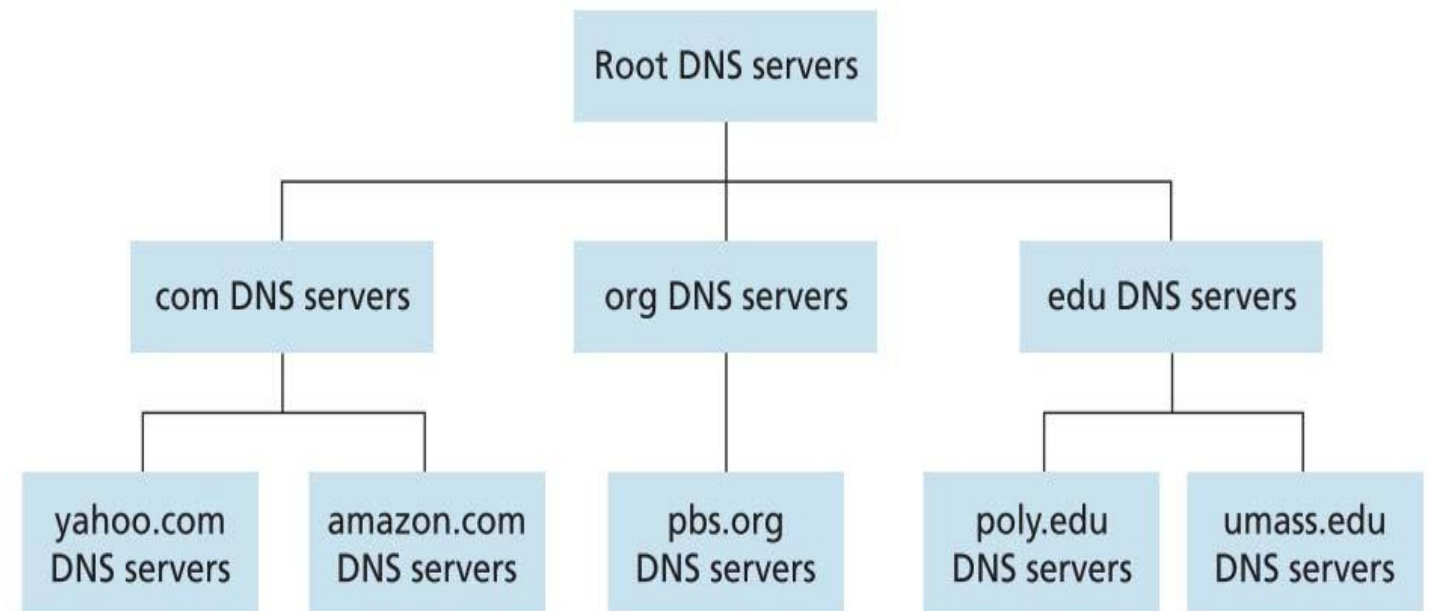 Root DNS servers
com DNS servers
org DNS servers
edu DNS servers
yahoo.com
DNS servers
amazon.com
DNS servers
pbs.org
DNS servers
poly.edu
DNS servers
umass.edu
DNS servers